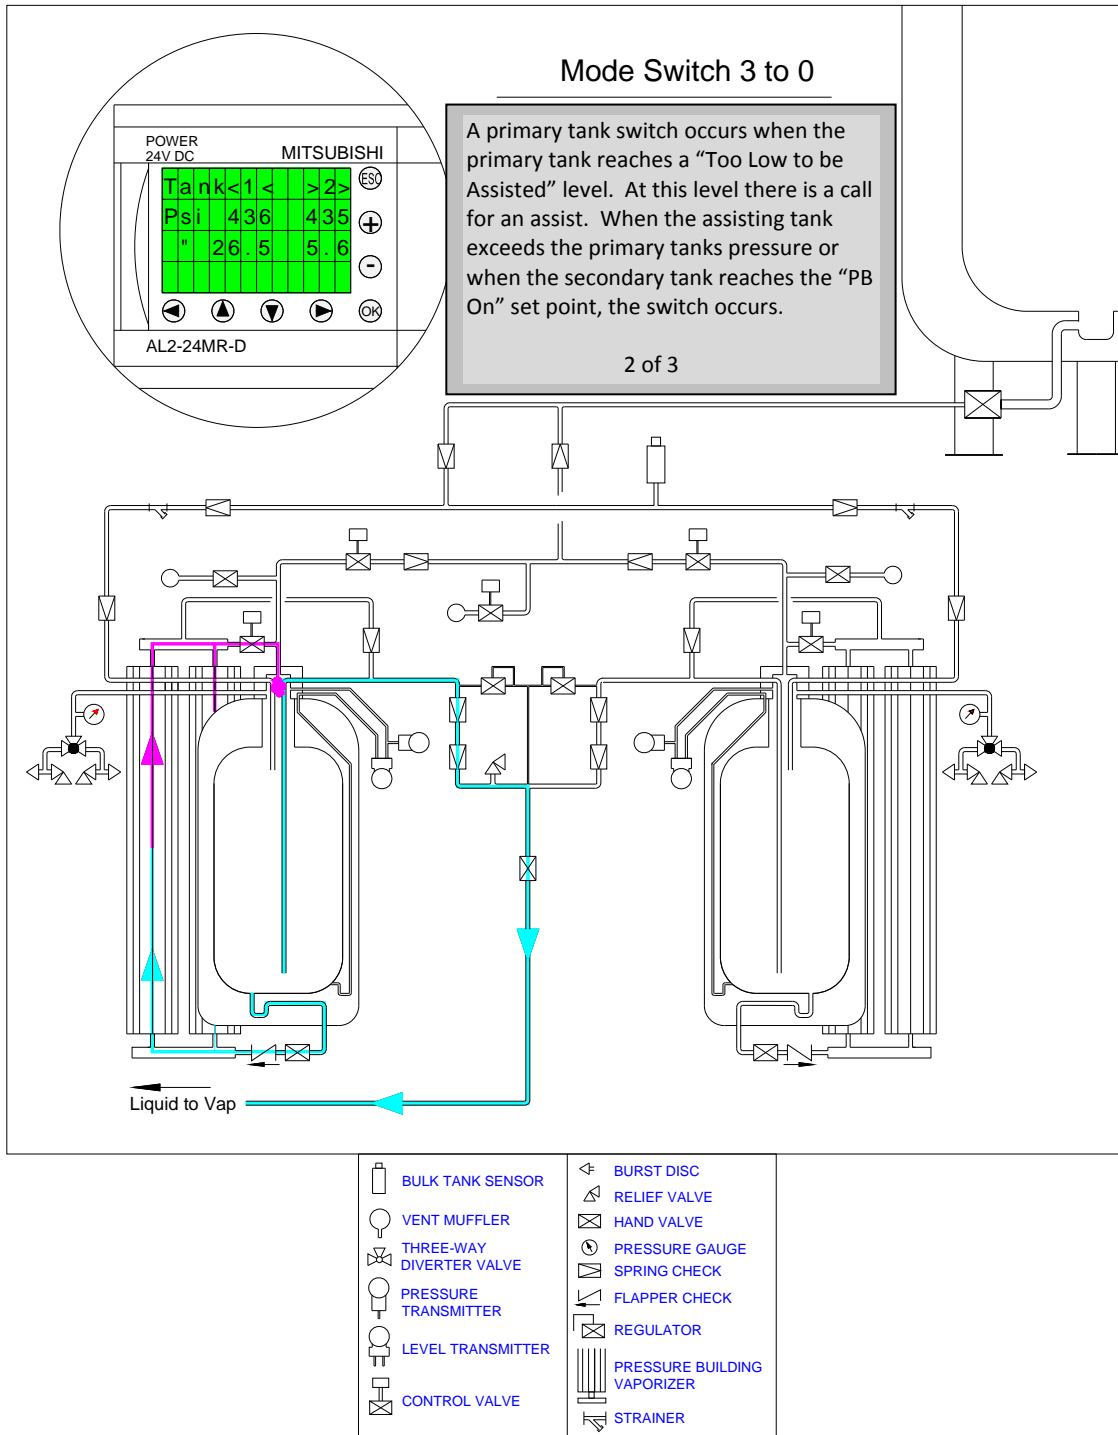 Mode Switch 3 to 0
POWER
24V DC
MITSUBISHI
Tank<1< >2>
Psi 436 435
" 26.5 5.6
ESC
+
-
OK
AL2-24MR-D
A primary tank switch occurs when the
primary tank reaches a “Too Low to be
Assisted” level. At this level there is a call
for an assist. When the assisting tank
exceeds the primary tanks pressure or
when the secondary tank reaches the “PB
On” set point, the switch occurs.
2 of 3
Liquid to Vap
BULK TANK SENSOR
VENT MUFFLER
THREE-WAY
DIVERTER VALVE
PRESSURE
TRANSMITTER
LEVEL TRANSMITTER
CONTROL VALVE
BURST DISC
RELIEF VALVE
HAND VALVE
PRESSURE GAUGE
SPRING CHECK
FLAPPER CHECK
REGULATOR
PRESSURE BUILDING
VAPORIZER
STRAINER